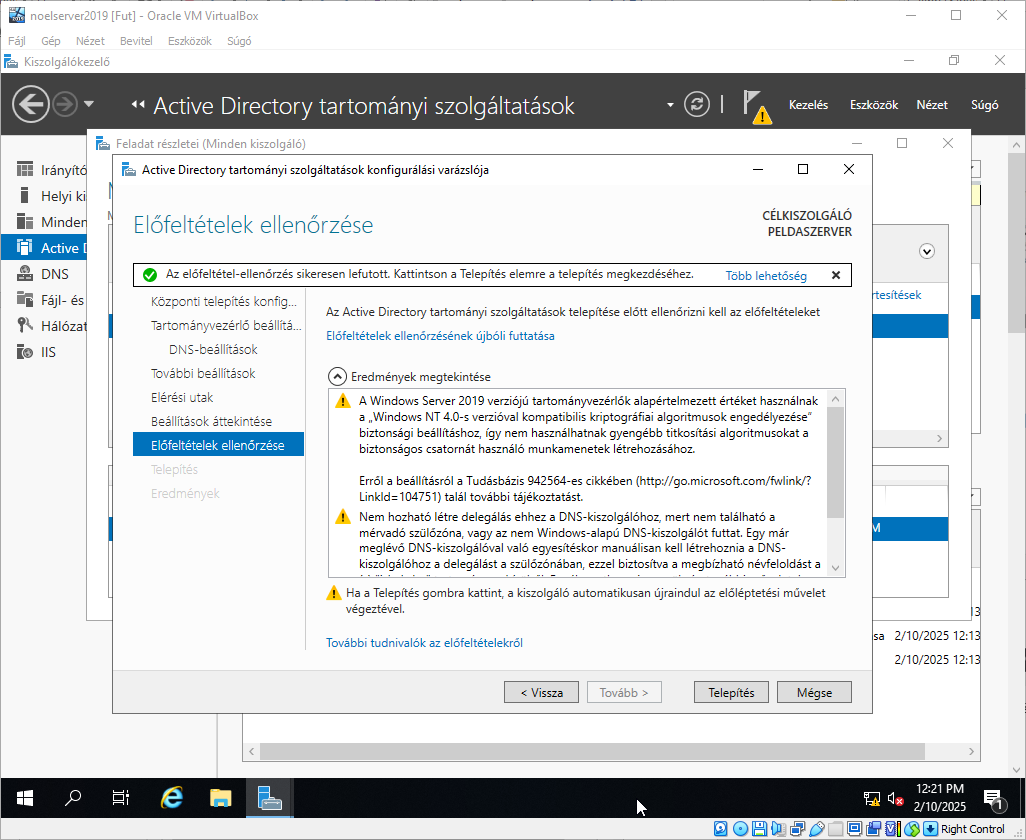 noelserver2019 [Fut] - Oracle VM VirtualBox
Fájl Gép Nézet Bevitel Eszközök Súgó
Kiszolgálókezelő
Active Directory tartományi szolgáltatások
Kezelés Eszközök Nézet Súgó
Feladat részletei (Minden kiszolgáló)
Irányító
Helyi ki
Minden
Active D
DNS
Fájl- és
Hálózat
IIS
Active Directory tartományi szolgáltatások konfigurálási varázslója
Előfeltételek ellenőrzése
CÉLKISZOLGÁLÓ
PELDASZERVER
Az előfeltétel-ellenőrzés sikeresen lefutott. Kattintson a Telepítés elemre a telepítés megkezdéséhez.
Több lehetőség
Központi telepítés konfig...
Tartományvezérlő beállítá...
DNS-beállítások
További beállítások
Elérési utak
Beállítások áttekintése
Előfeltételek ellenőrzése
Telepítés
Eredmények
Az Active Directory tartományi szolgáltatások telepítése előtt ellenőrizni kell az előfeltételeket
Előfeltételek ellenőrzésének újbóli futtatása
Eredmények megtekintése
A Windows Server 2019 verziójú tartományvezérlők alapértelmezett értéket használnak
a „Windows NT 4.0-s verzióval kompatibilis kriptográfiai algoritmusok engedélyezése”
biztonsági beállításhoz, így nem használhatnak gyengébb titkosítási algoritmusokat a
biztonságos csatornát használó munkamenetek létrehozásához.
Erről a beállításról a Tudásbázis 942564-es cikkében (http://go.microsoft.com/fwlink/?
LinkId=104751) talál további tájékoztatást.
Nem hozható létre delegálás ehhez a DNS-kiszolgálóhoz, mert nem található a
mérvadó szülőzóna, vagy az nem Windows-alapú DNS-kiszolgálót futtat. Egy már
meglévő DNS-kiszolgálóval való egyesítéskor manuálisan kell létrehoznia a DNS-
kiszolgálóhoz a delegálást a szülőzónában, ezzel biztosítva a megbízható névfeloldást a
Ha a Telepítés gombra kattint, a kiszolgáló automatikusan újraindul az előléptetési művelet
végeztével.
További tudnivalók az előfeltételekről
< Vissza Tovább > Telepítés Mégse
rtesítések
M
13
sa 2/10/2025 12:13
2/10/2025 12:13
12:21 PM
2/10/2025
1
Right Control